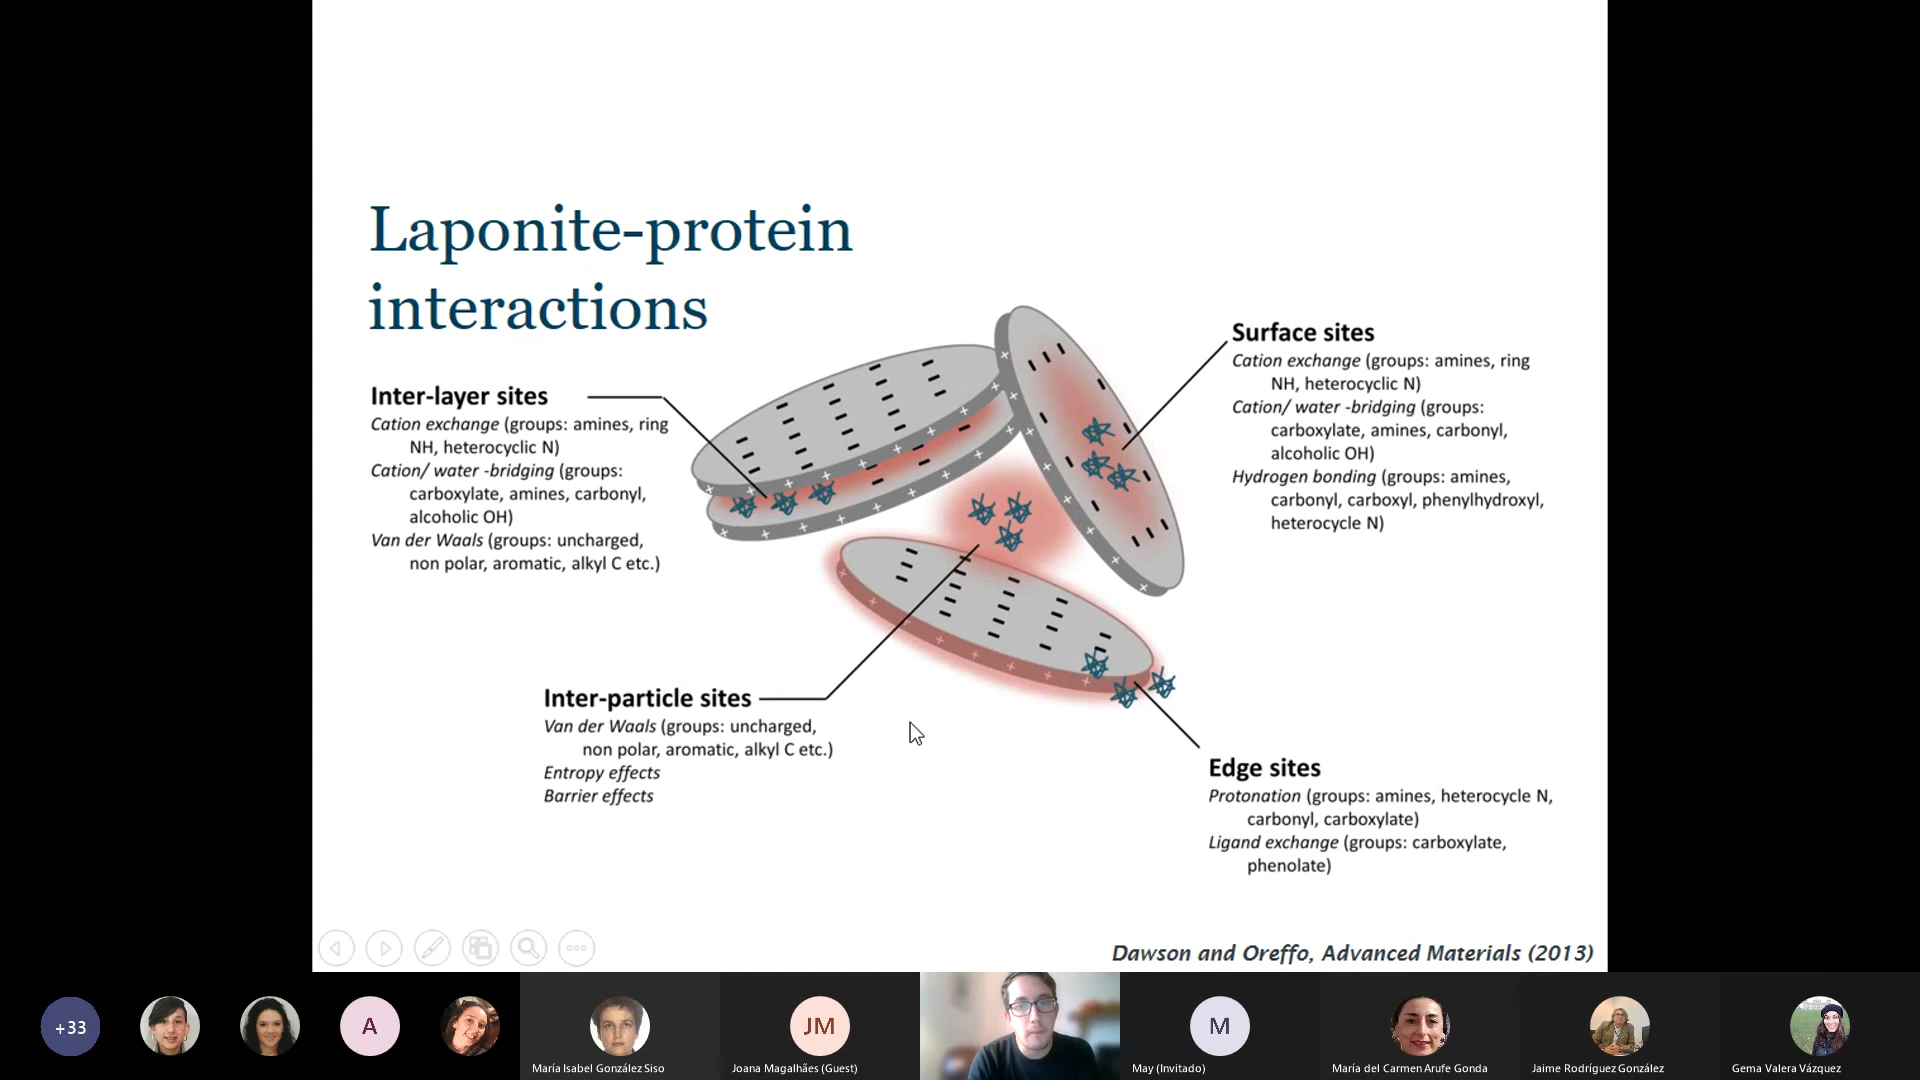 Laponite-protein
interactions
Inter-layer sites
Cation exchange (groups: amines, ring
NH, heterocyclic N)
Cation/ water -bridging (groups:
carboxylate, amines, carbonyl,
alcoholic OH)
Van der Waals (groups: uncharged,
non polar, aromatic, alkyl C etc.)
Surface sites
Cation exchange (groups: amines, ring
NH, heterocyclic N)
Cation/ water -bridging (groups:
carboxylate, amines, carbonyl,
alcoholic OH)
Hydrogen bonding (groups: amines,
carbonyl, carboxyl, phenylhydroxyl,
heterocycle N)
Inter-particle sites
Van der Waals (groups: uncharged,
non polar, aromatic, alkyl C etc.)
Entropy effects
Barrier effects
Edge sites
Protonation (groups: amines, heterocycle N,
carbonyl, carboxylate)
Ligand exchange (groups: carboxylate,
phenolate)
Dawson and Oreffo, Advanced Materials (2013)
+33
A
JM
M
María Isabel González Siso
Joana Magalhães (Guest)
May (Invitado)
María del Carmen Arufe Gonda
Jaime Rodríguez González
Gema Valera Vázquez